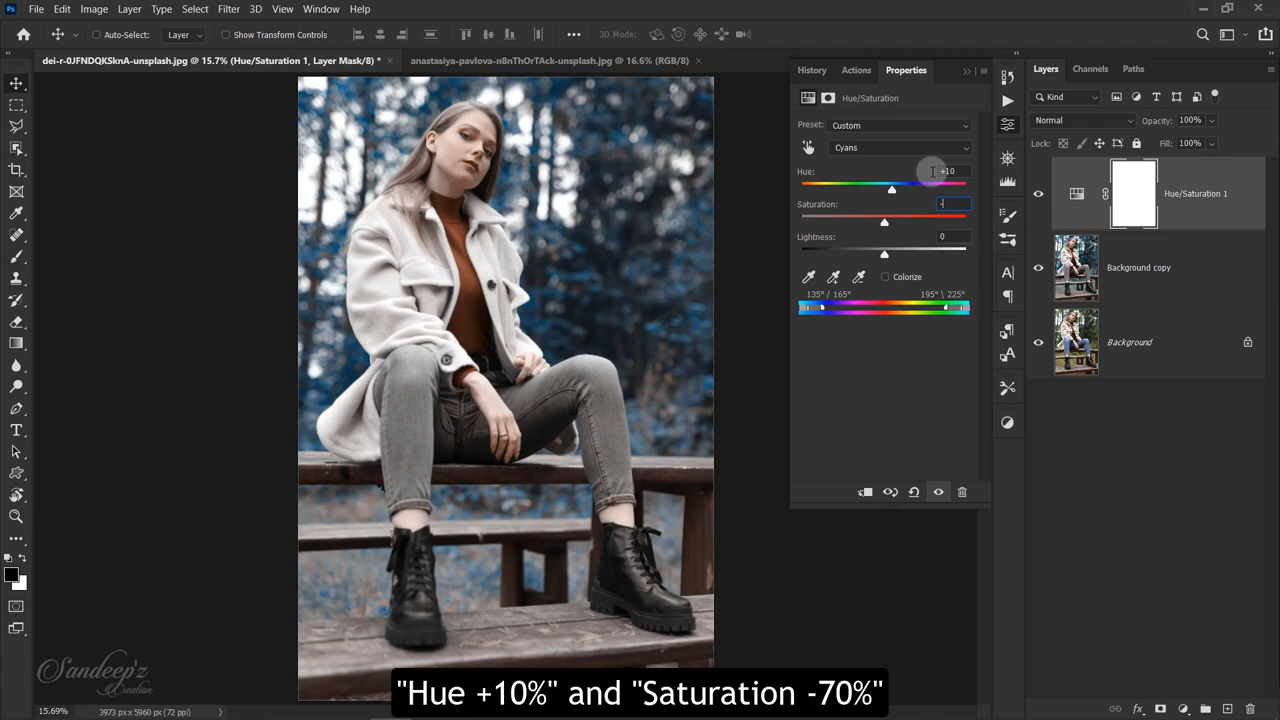 Ps File Edit Image Layer Type Select Filter 3D View Window Help
Auto-Select: Layer Show Transform Controls 3D Mode:
dei-r-0JFNDQKSknA-unsplash.jpg @ 15.7% (Hue/Saturation 1, Layer Mask/8) * × anastasiya-pavlova-n8nThOrTAck-unsplash.jpg @ 16.6% (RGB/8) ×
History Actions Properties
Hue/Saturation
Preset: Custom
Cyans
Hue: +10
Saturation: -
Lightness: 0
Colorize
135° / 165° 195° \ 225°
Layers Channels Paths
Kind
Normal Opacity: 100%
Lock: Fill: 100%
Hue/Saturation 1
Background copy
Background
Sandeep'z
Creation
"Hue +10%" and "Saturation -70%"
15.69% 3973 px x 5960 px (72 ppi)